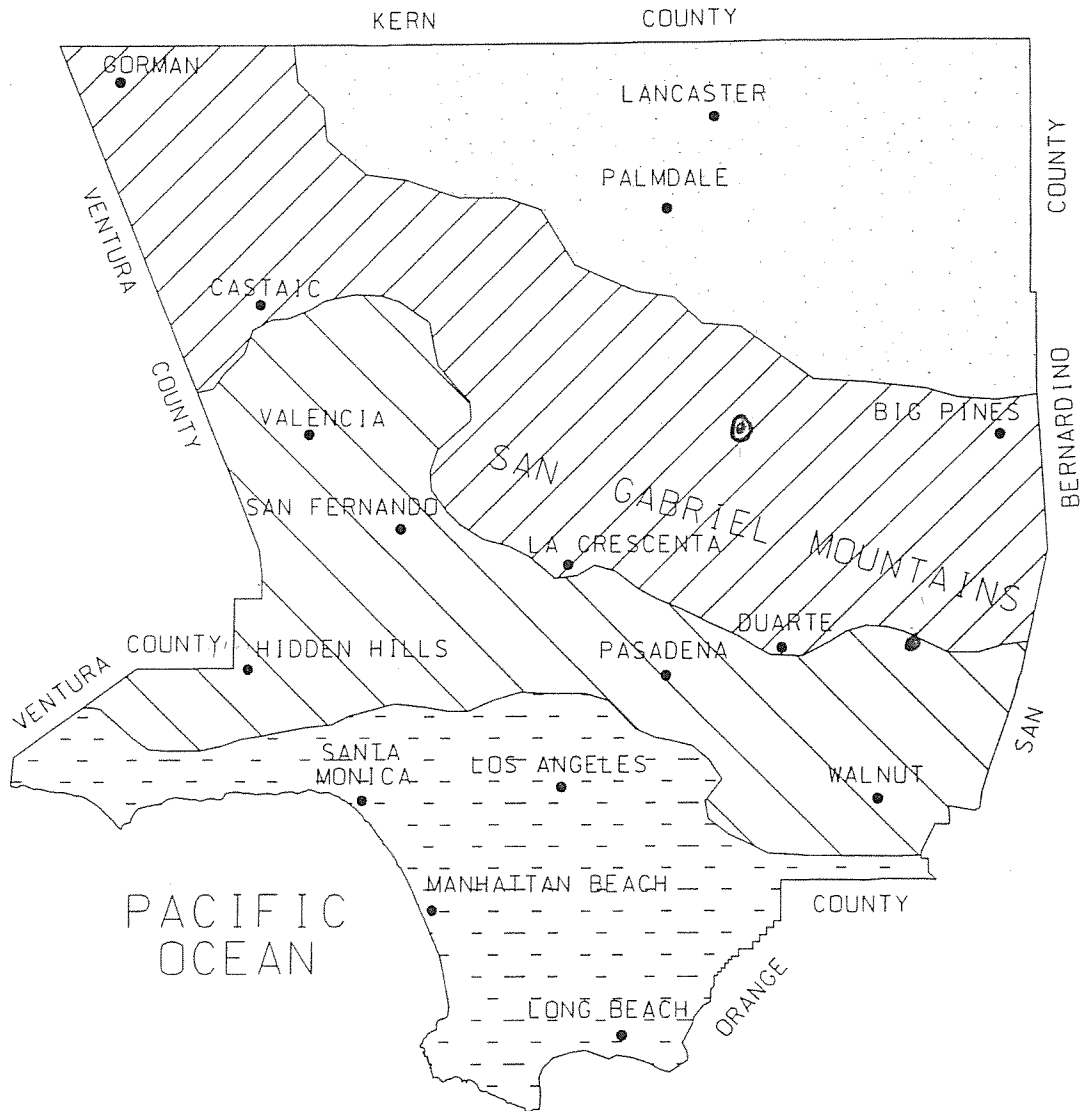 KERN COUNTY
GORMAN
LANCASTER
COUNTY
PALMDALE
VENTURA
CASTAIC
COUNTY
VALENCIA
BIG PINES
BERNARDINO
SAN
GABRIEL
MOUNTAINS
SAN FERNANDO
LA CRESCENTA
DUARTE
COUNTY
HIDDEN HILLS
PASADENA
VENTURA
SAN
SANTA
MONICA
LOS ANGELES
WALNUT
MANHATTAN BEACH
COUNTY
PACIFIC
OCEAN
LONG BEACH
ORANGE